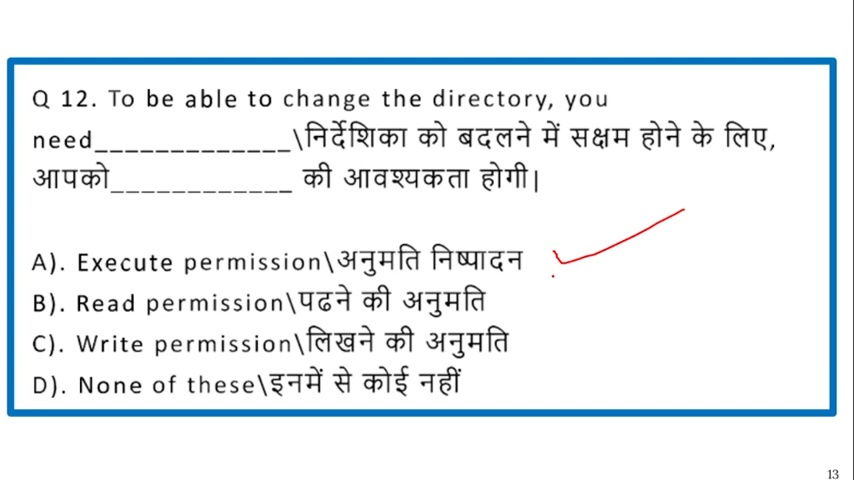 Q 12. To be able to change the directory, you
need_____________\निर्देशिका को बदलने में सक्षम होने के लिए,
आपको____________ की आवश्यकता होगी|
A). Execute permission\अनुमति निष्पादन
B). Read permission\पढने की अनुमति
C). Write permission\लिखने की अनुमति
D). None of these\इनमें से कोई नहीं
13